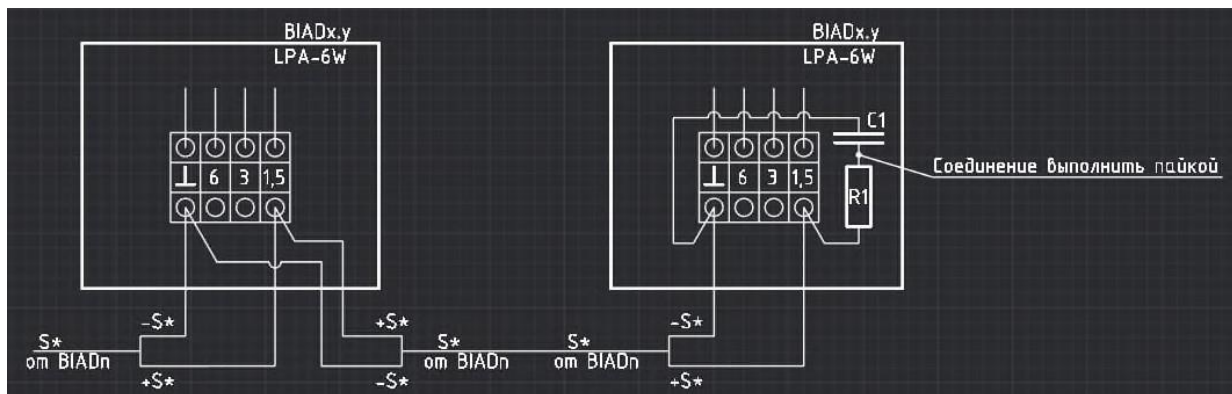 BIADx.y
LPA-6W
⊥ 6 3 1,5
-S*
S*
от BIADn
+S*
+S*
S*
от BIADn
-S*
BIADx.y
LPA-6W
C1
⊥ 6 3 1,5
R1
Соединение выполнить пайкой
S*
от BIADn
-S*
+S*